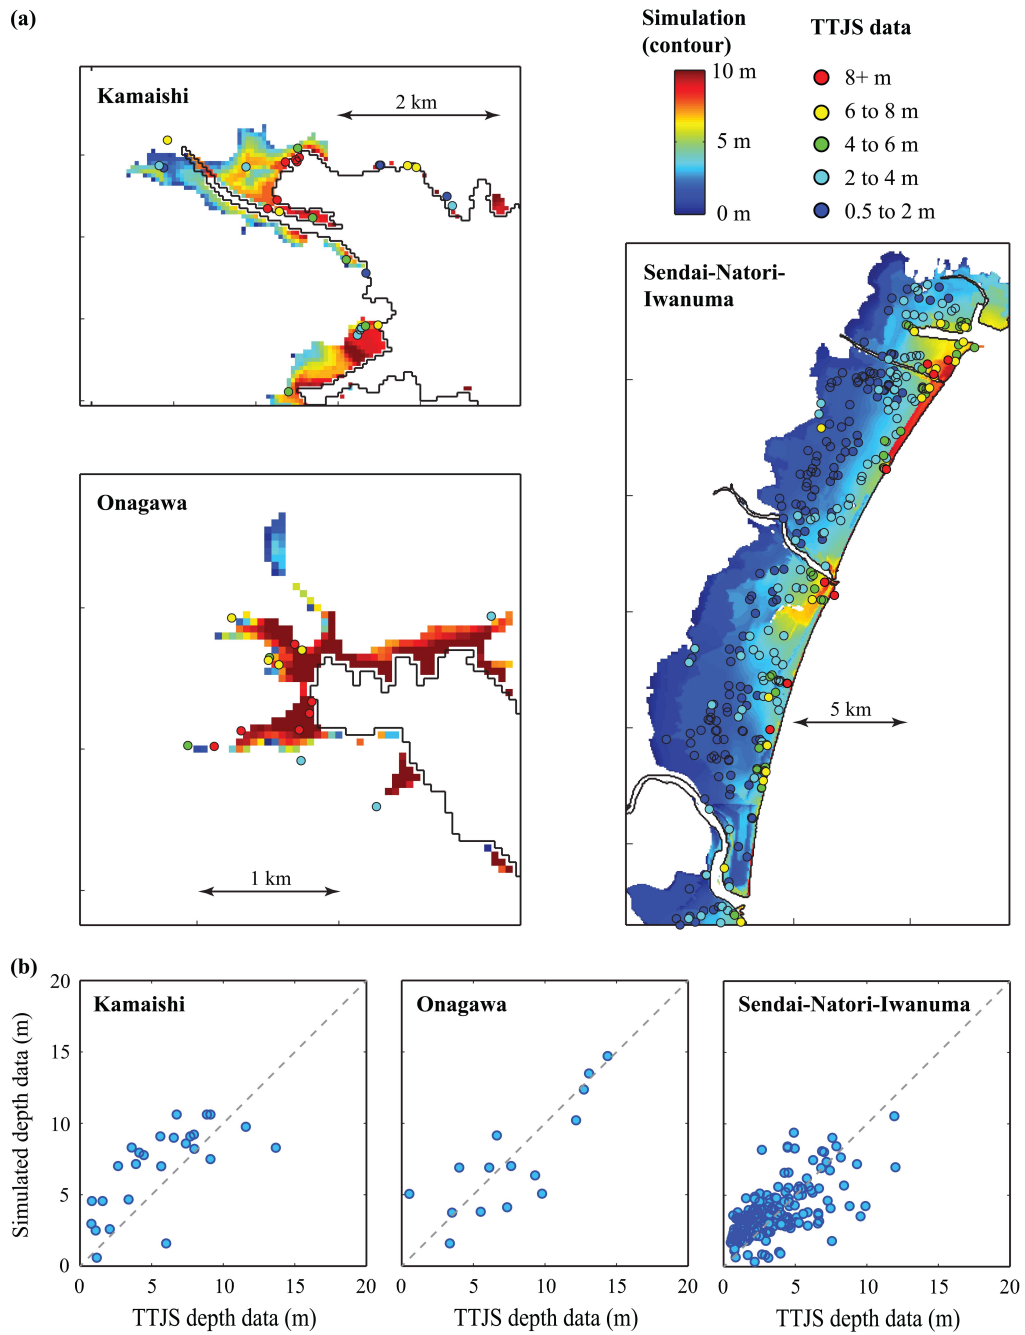 (a)
Simulation
(contour)
10 m
5 m
0 m
TTJS data
8+ m
6 to 8 m
4 to 6 m
2 to 4 m
0.5 to 2 m
Kamaishi
2 km
Onagawa
1 km
Sendai-Natori-
Iwanuma
5 km
(b)
Simulated depth data (m)
20
15
10
5
0
Kamaishi
0
5
10
15
20
TTJS depth data (m)
Onagawa
0
5
10
15
20
TTJS depth data (m)
Sendai-Natori-Iwanuma
0
5
10
15
20
TTJS depth data (m)